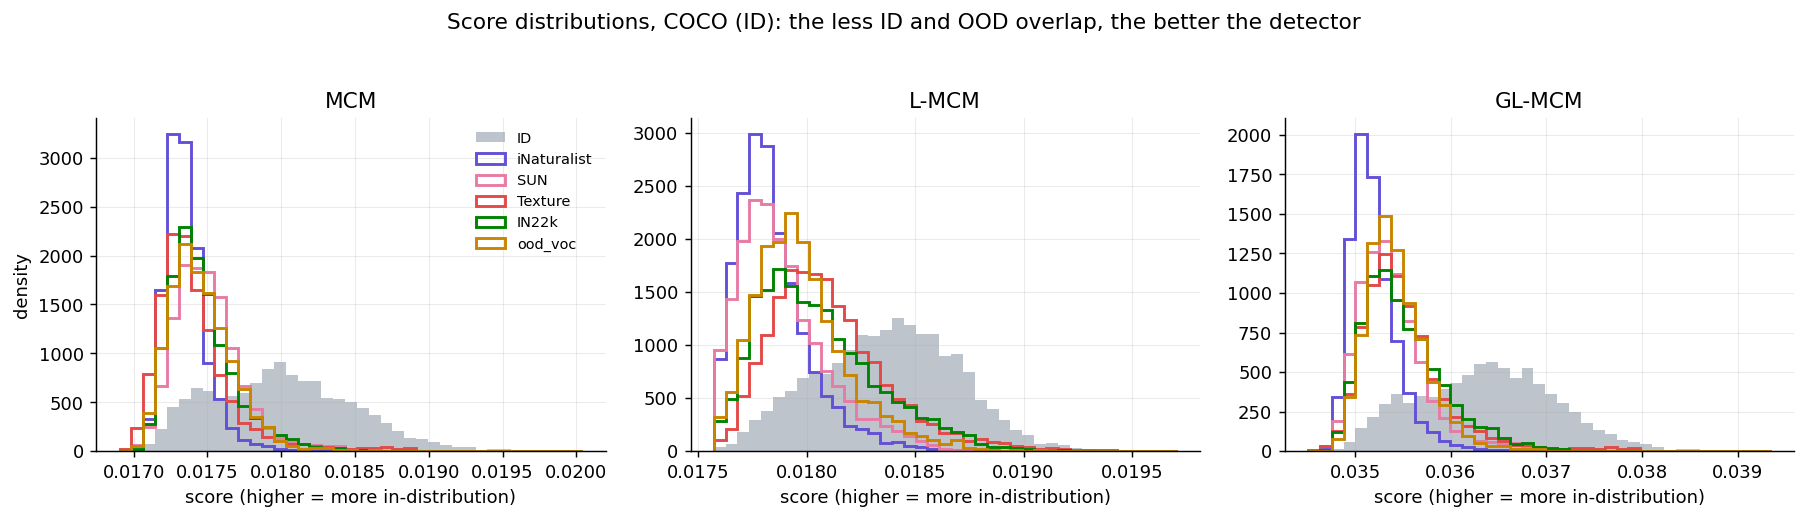 Score distributions, COCO (ID): the less ID and OOD overlap, the better the detector
MCM
density
3000
2500
2000
1500
1000
500
0
0.0170 0.0175 0.0180 0.0185 0.0190 0.0195 0.0200
score (higher = more in-distribution)
ID
iNaturalist
SUN
Texture
IN22k
ood_voc
L-MCM
3000
2500
2000
1500
1000
500
0
0.0175 0.0180 0.0185 0.0190 0.0195
score (higher = more in-distribution)
GL-MCM
2000
1750
1500
1250
1000
750
500
250
0
0.035 0.036 0.037 0.038 0.039
score (higher = more in-distribution)